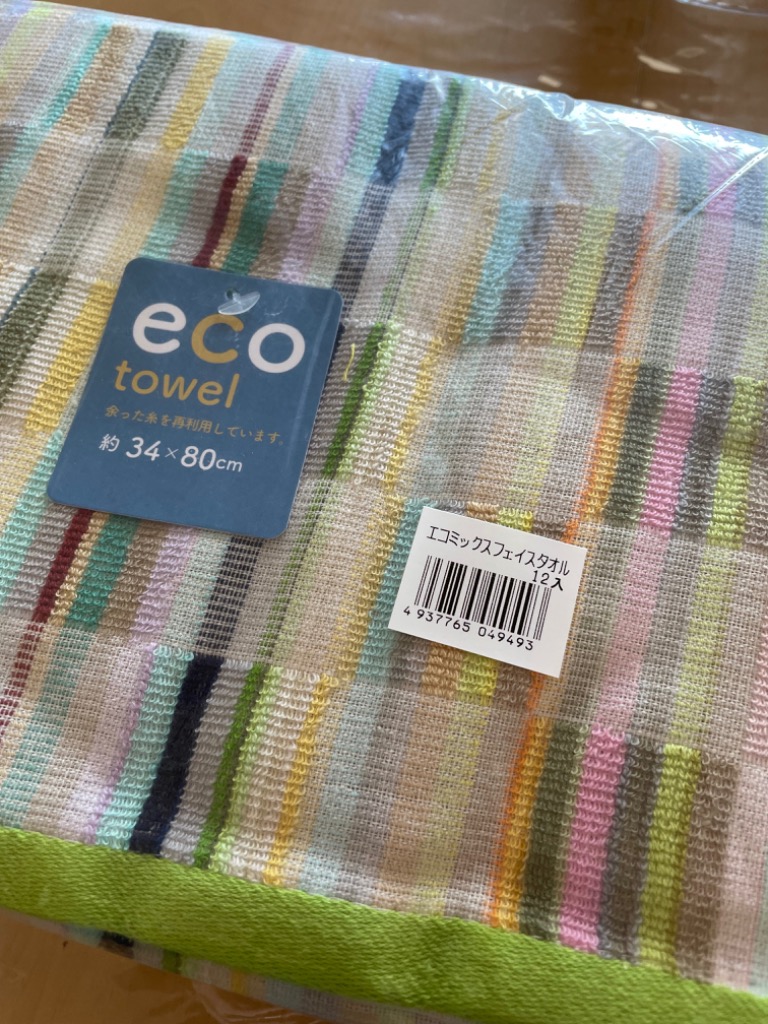 eco
towel
余った糸を再利用しています。
約 34×80cm
エコミックスフェイスタオル
12入
4 937765 049493